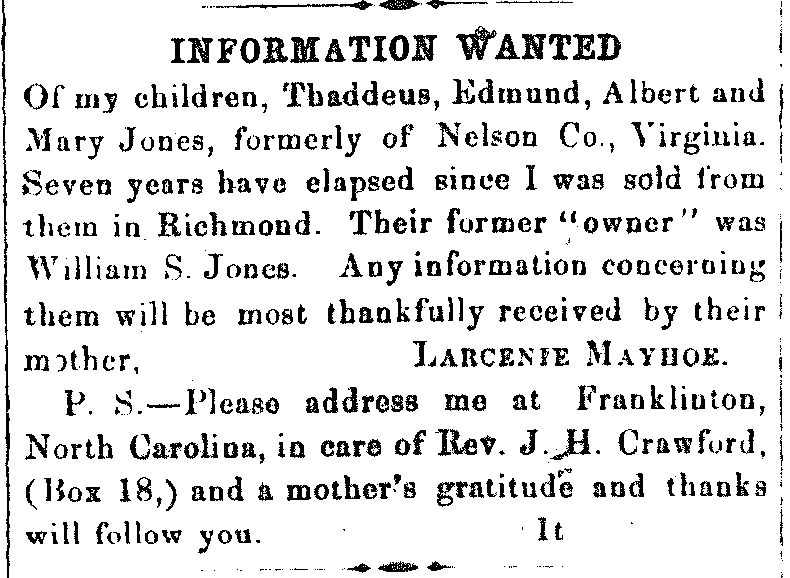 INFORMATION WANTED
Of my children, Thaddeus, Edmund, Albert and
Mary Jones, formerly of Nelson Co., Virginia.
Seven years have elapsed since I was sold from
them in Richmond. Their former "owner" was
William S. Jones. Any information concerning
them will be most thankfully received by their
mother, LARCENIE MAYHOE.
P. S.—Please address me at Franklinton,
North Carolina, in care of Rev. J. H. Crawford,
(Box 18,) and a mother's gratitude and thanks
will follow you. 1t